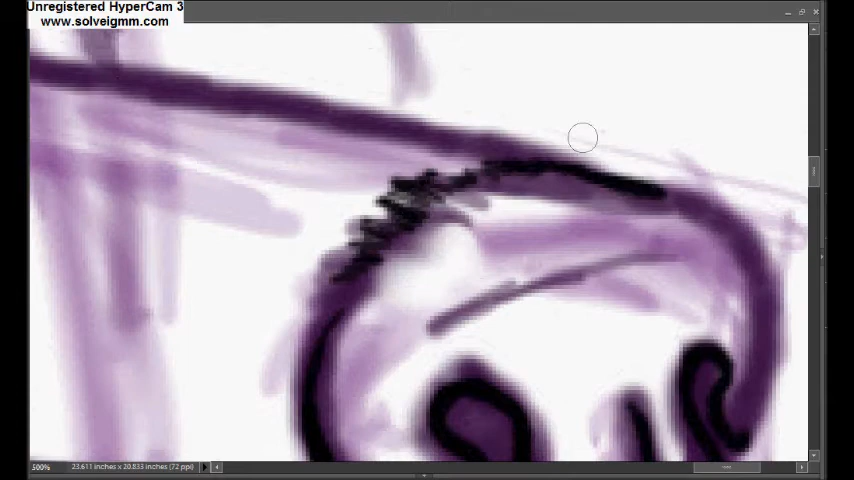 Unregistered HyperCam 3
www.solveigmm.com
500%
23.611 inches x 20.833 inches (72 ppi)